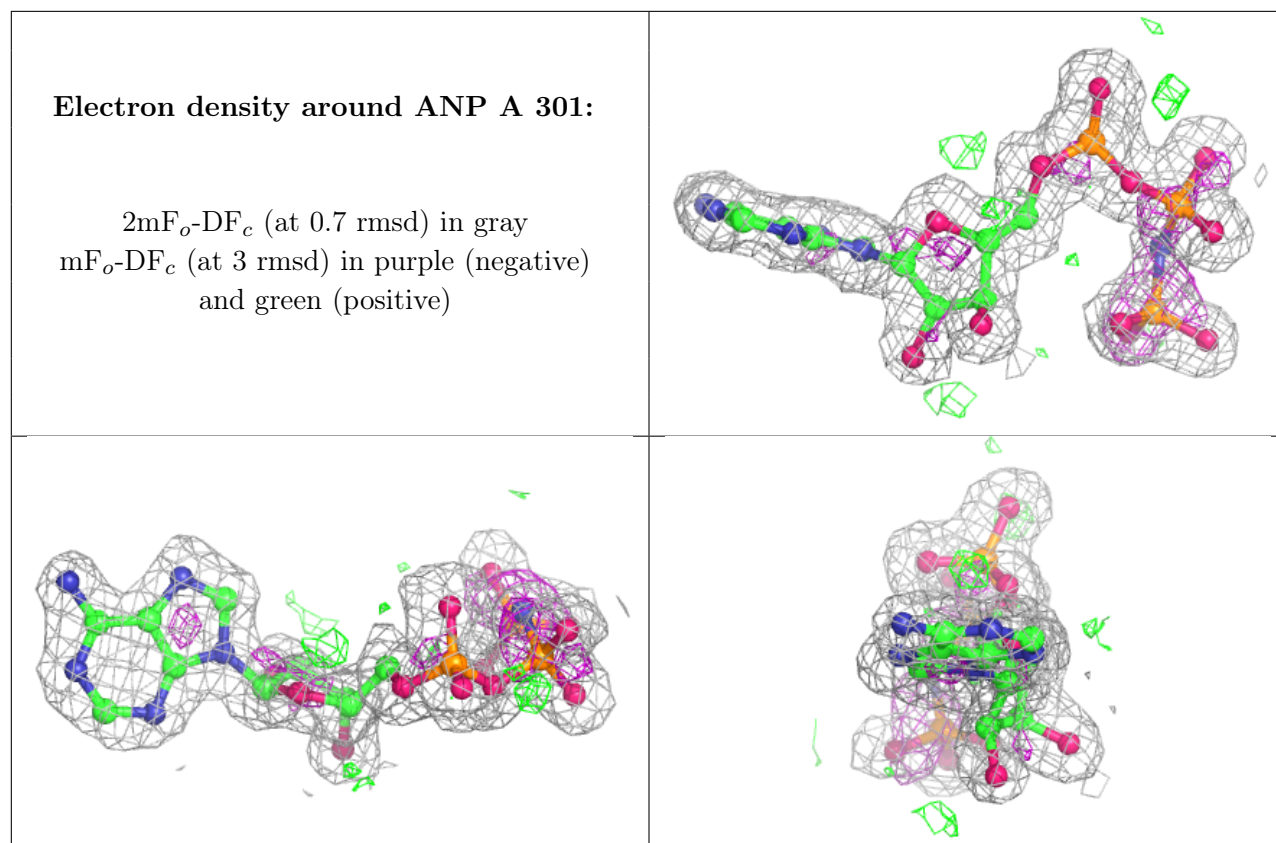 Electron density around ANP A 301:
2mFo-DFc (at 0.7 rmsd) in gray
mFo-DFc (at 3 rmsd) in purple (negative)
and green (positive)